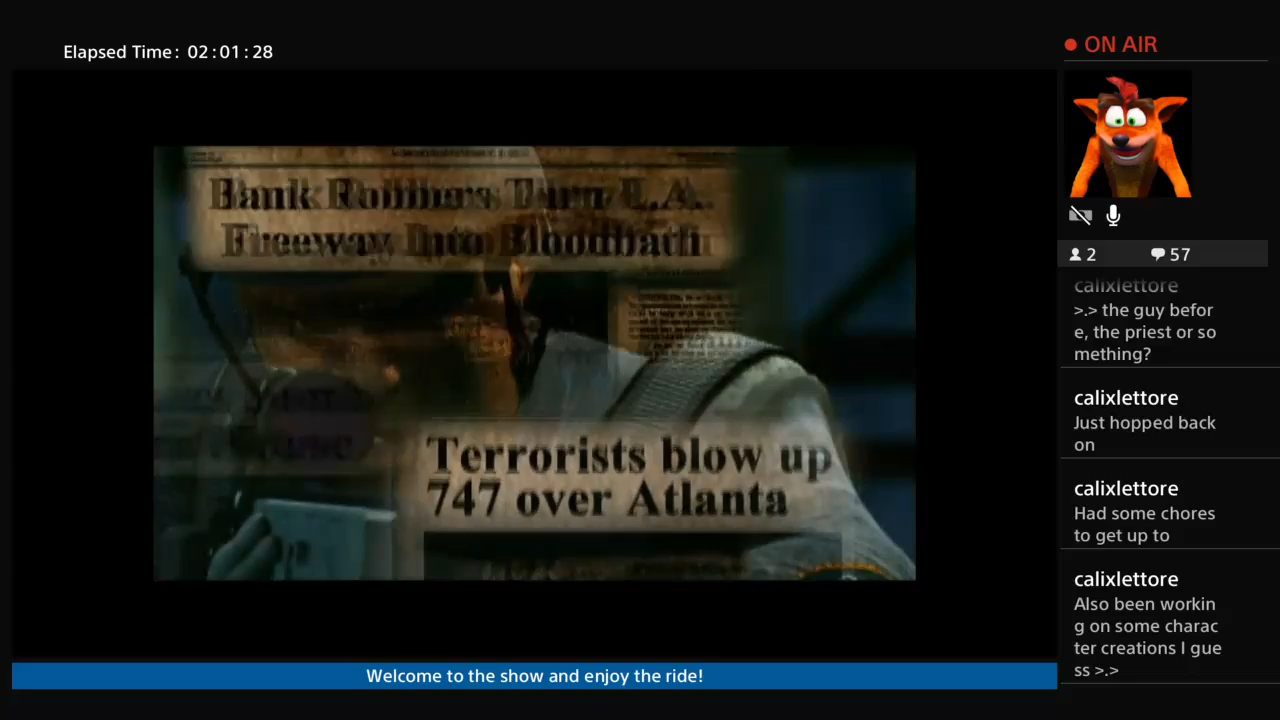 Elapsed Time: 02:01:28
ON AIR
Bank Robbers Turn L.A.
Freeway Into Bloodbath
Terrorists blow up
747 over Atlanta
2
57
calixlettore
>.> the guy befor
e, the priest or so
mething?
calixlettore
Just hopped back
on
calixlettore
Had some chores
to get up to
calixlettore
Also been workin
g on some charac
ter creations I gue
ss >.>
Welcome to the show and enjoy the ride!